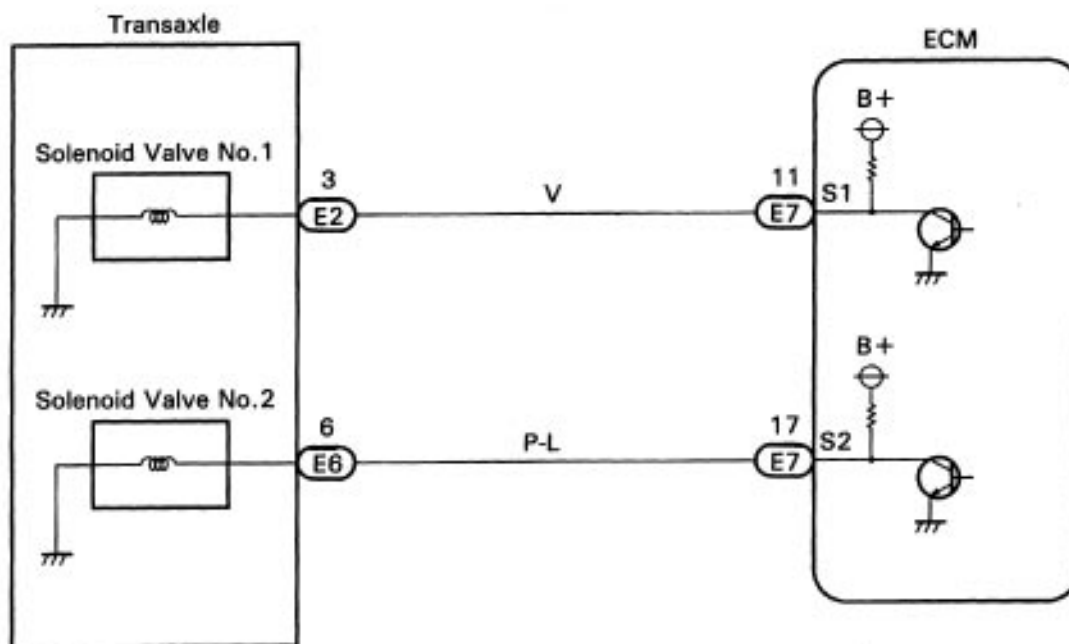 Transaxle
ECM
B+
Solenoid Valve No.1
3
E2
V
11
E7
S1
B+
Solenoid Valve No.2
6
E6
P-L
17
E7
S2